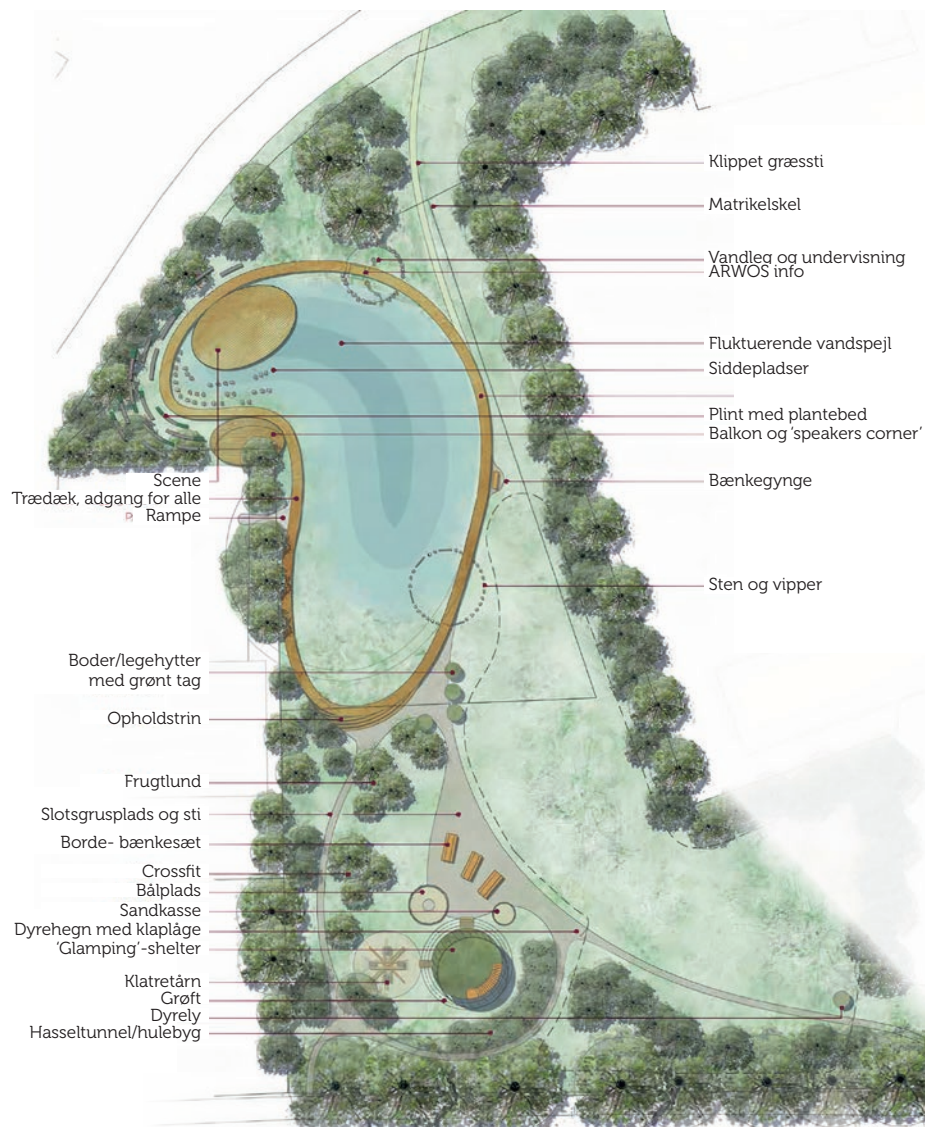 Klippet græssti
Matrikelskel
Vandleg og undervisning
ARWOS info
Fluktuerende vandspejl
Siddepladser
Plint med plantebed
Balkon og 'speakers corner'
Bænkegynge
Sten og vipper
Scene
Trædæk, adgang for alle
P Rampe
Boder/legehytter
med grønt tag
Opholdstrin
Frugtlund
Slotsgrusplads og sti
Borde- bænkesæt
Crossfit
Bålplads
Sandkasse
Dyrehegn med klaplåge
'Glamping'-shelter
Klatretårn
Grøft
Dyrely
Hasseltunnel/hulebyg